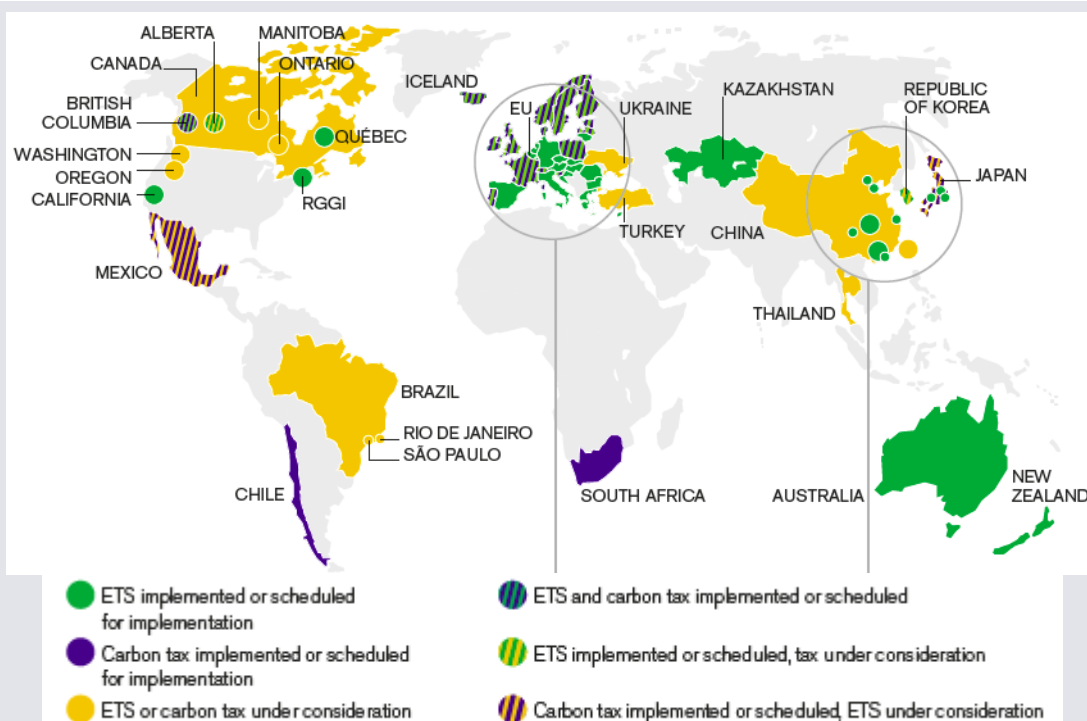 ALBERTA
MANITOBA
CANADA
ONTARIO
ICELAND
KAZAKHSTAN
REPUBLIC
OF KOREA
BRITISH
COLUMBIA
EU
UKRAINE
QUÉBEC
WASHINGTON
OREGON
CALIFORNIA
RGGI
JAPAN
TURKEY
CHINA
MEXICO
THAILAND
BRAZIL
RIO DE JANEIRO
SÃO PAULO
CHILE
SOUTH AFRICA
AUSTRALIA
NEW
ZEALAND
ETS implemented or scheduled
for implementation
Carbon tax implemented or scheduled
for implementation
ETS or carbon tax under consideration
ETS and carbon tax implemented or scheduled
ETS implemented or scheduled, tax under consideration
Carbon tax implemented or scheduled, ETS under consideration